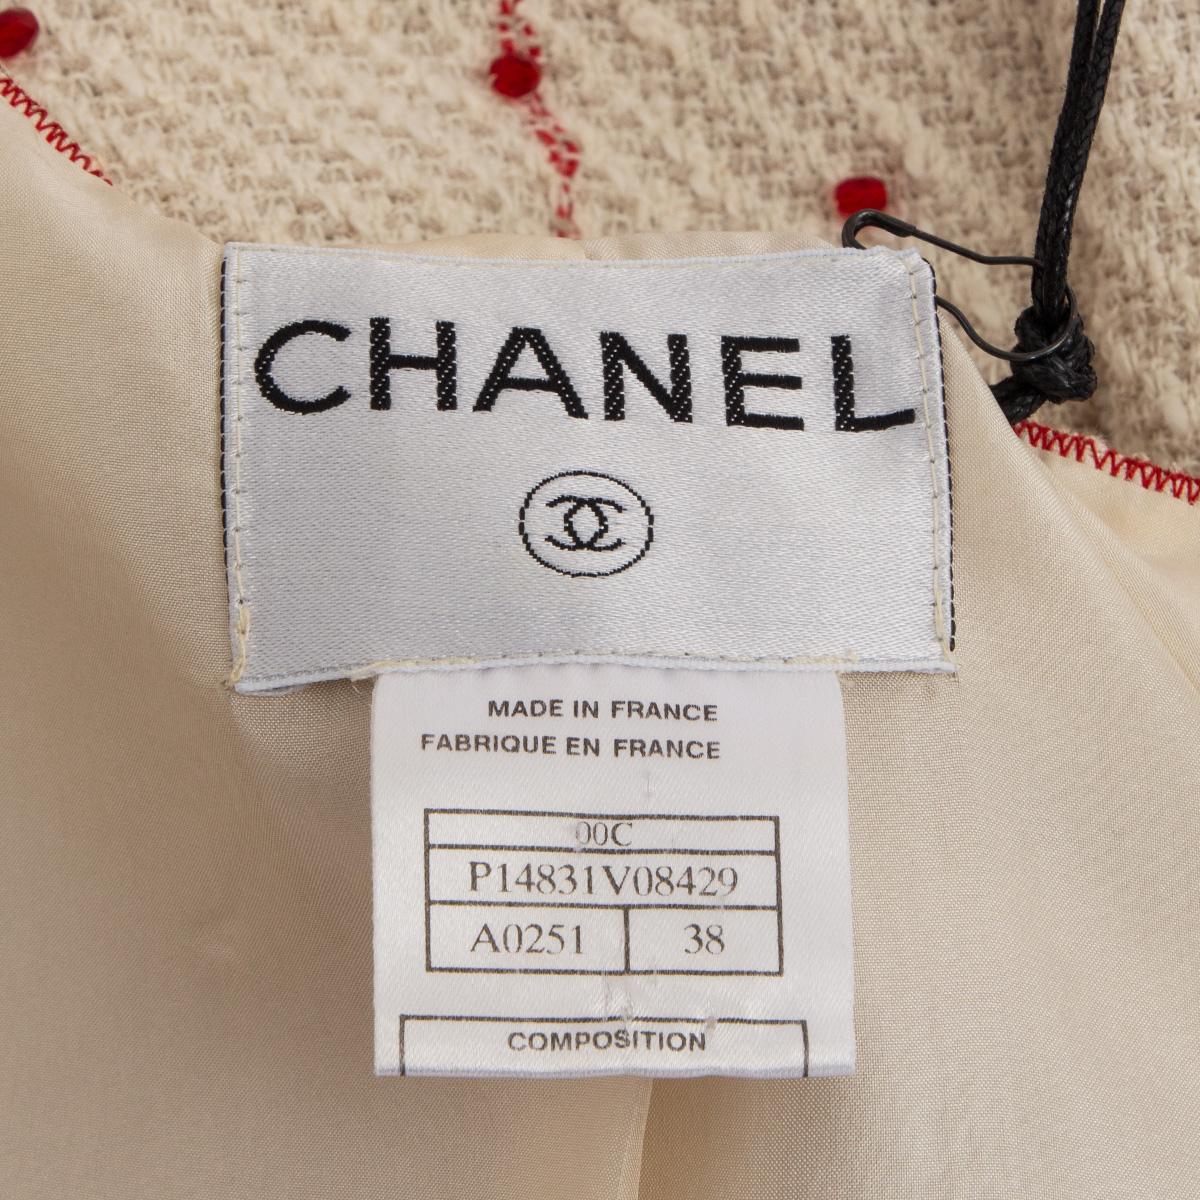 CHANEL
MADE IN FRANCE
FABRIQUE EN FRANCE
00C
P14831V08429
A0251 38
COMPOSITION